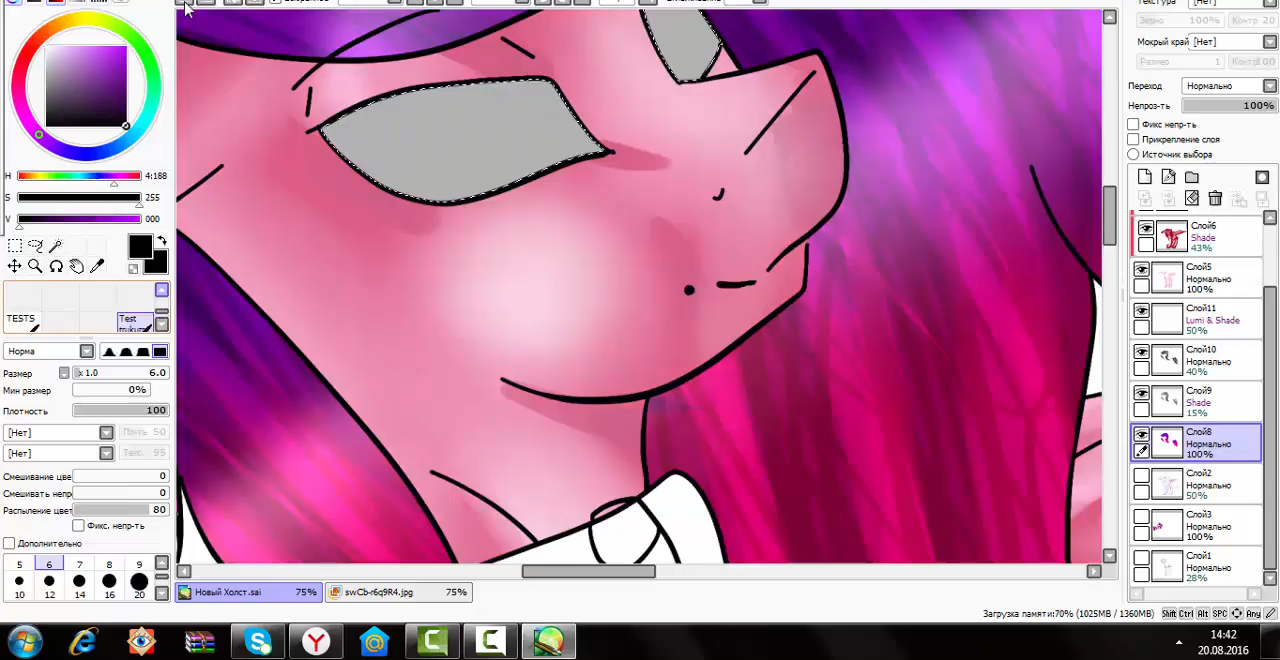 H
4:188
S
255
V
000
TESTS
Test
Норма
Размер
x 1.0
6.0
Мин размер
0%
Плотность
100
[Нет]
50
[Нет]
95
Смешивание цве
0
Смешивать непр
0
Распыление цвет
80
Фикс. непр-ть
Дополнительно
5 6 7 8 9
10 12 14 16 20
Новый Холст.sai
75%
swCb-r6q9R4.jpg
75%
Зерно
100%
Контр 20
Мокрый край
[Нет]
Размер
1
Переход
Нормально
Непроз-ть
100%
Фикс непр-ть
Прикрепление слоя
Источник выбора
Слой6
Shade
43%
Слой5
Нормально
100%
Слой11
Lumi & Shade
50%
Слой10
Нормально
40%
Слой9
Shade
15%
Слой8
Нормально
100%
Слой2
Нормально
50%
Слой3
Нормально
100%
Слой1
Нормально
28%
Загрузка памяти:70% (1025MB / 1360MB)
Shift Ctrl Alt SPC Any
14:42
20.08.2016